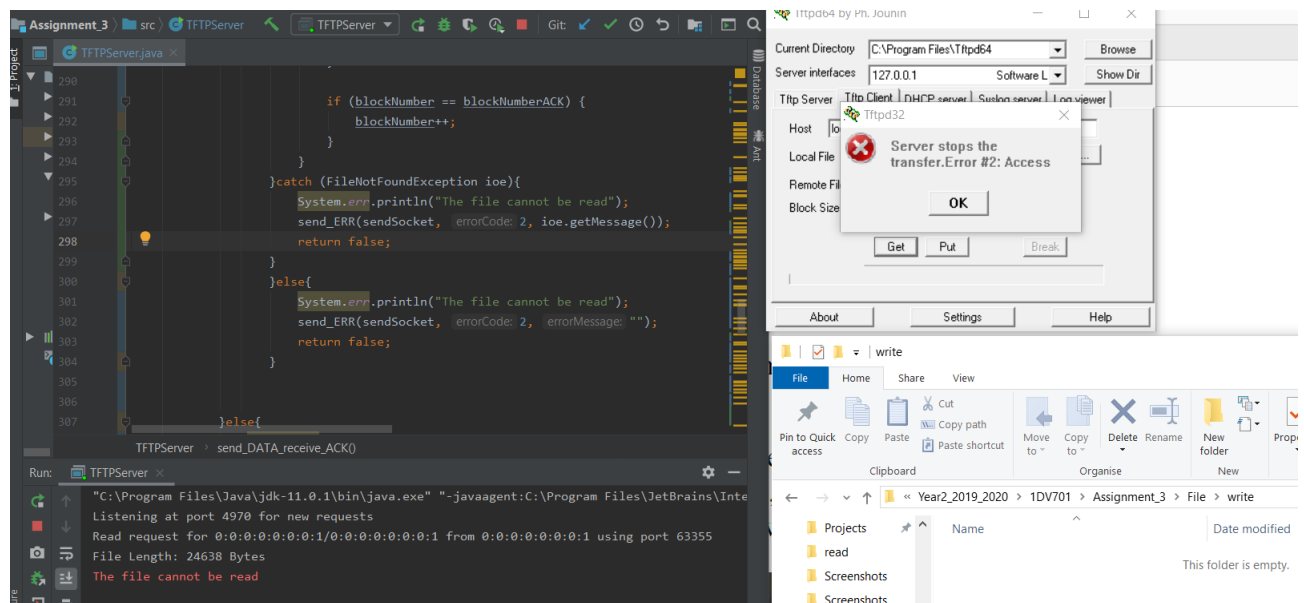 Assignment_3 src TFTPServer TFTPServer Git:
1: Project
TFTPServer.java
290
291 if (blockNumber == blockNumberACK) {
292 blockNumber++;
293 }
294 }
295 }catch (FileNotFoundException ioe){
296 System.err.println("The file cannot be read");
297 send_ERR(sendSocket, errorCode: 2, ioe.getMessage());
298 return false;
299 }
300 }else{
301 System.err.println("The file cannot be read");
302 send_ERR(sendSocket, errorCode: 2, errorMessage: "");
303 return false;
304 }
305
306
307 }else{
Database
Ant
TFTPServer > send_DATA_receive_ACK()
Run: TFTPServer
"C:\Program Files\Java\jdk-11.0.1\bin\java.exe" "-javaagent:C:\Program Files\JetBrains\Inte
Listening at port 4970 for new requests
Read request for 0:0:0:0:0:0:0:1/0:0:0:0:0:0:0:1 from 0:0:0:0:0:0:0:1 using port 63355
File Length: 24638 Bytes
The file cannot be read
Tftpd64 by Ph. Jounin
Current Directory C:\Program Files\Tftpd64 Browse
Server interfaces 127.0.0.1 Software L Show Dir
Tftp Server Tftp Client DHCP server Syslog server Log viewer
Host lo
Local File ...
Remote Fil
Block Size
Tftpd32
Server stops the
transfer.Error #2: Access
OK
Get Put Break
About Settings Help
write
File Home Share View
Pin to Quick
access
Copy
Paste
Cut
Copy path
Paste shortcut
Clipboard
Move
to
Copy
to
Delete
Rename
Organise
New
folder
New
Prope
« Year2_2019_2020 > 1DV701 > Assignment_3 > File > write
Projects
read
Screenshots
Screenshots
Name Date modified
This folder is empty.